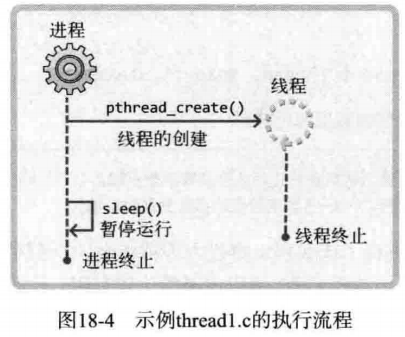 进程
线程
pthread_create()
线程的创建
sleep()
暂停运行
线程终止
进程终止
图18-4 示例thread1.c的执行流程